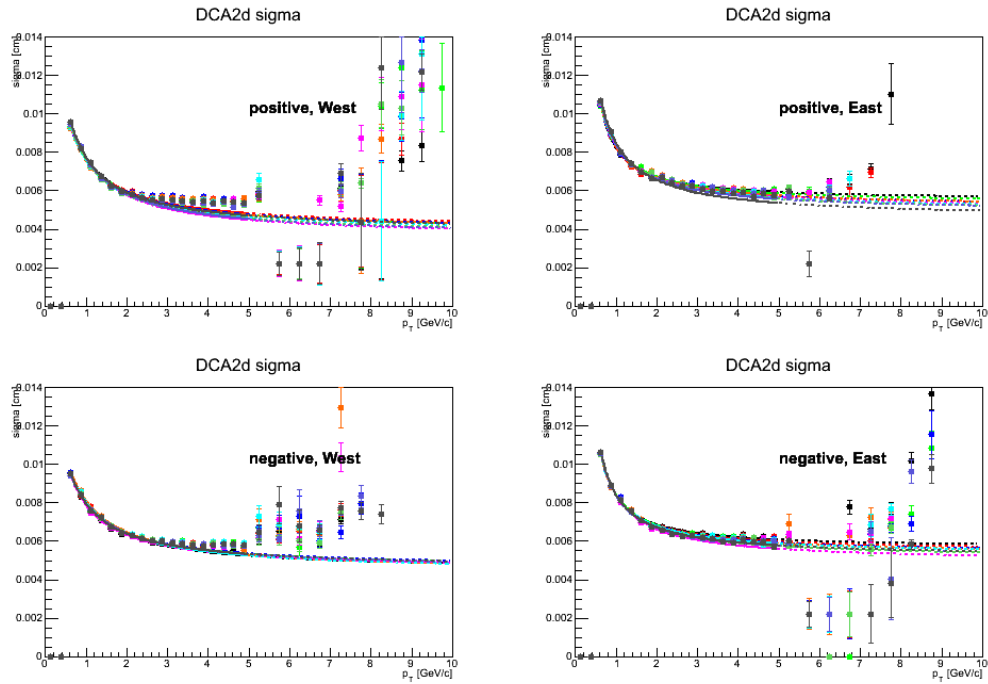 DCA2d sigma
sigma [cm]
0.014
0.012
0.01
0.008
0.006
0.004
0.002
0
positive, West
0 1 2 3 4 5 6 7 8 9 10
p_T [GeV/c]
DCA2d sigma
sigma [cm]
0.014
0.012
0.01
0.008
0.006
0.004
0.002
0
positive, East
0 1 2 3 4 5 6 7 8 9 10
p_T [GeV/c]
DCA2d sigma
sigma [cm]
0.014
0.012
0.01
0.008
0.006
0.004
0.002
0
negative, West
0 1 2 3 4 5 6 7 8 9 10
p_T [GeV/c]
DCA2d sigma
sigma [cm]
0.014
0.012
0.01
0.008
0.006
0.004
0.002
0
negative, East
0 1 2 3 4 5 6 7 8 9 10
p_T [GeV/c]